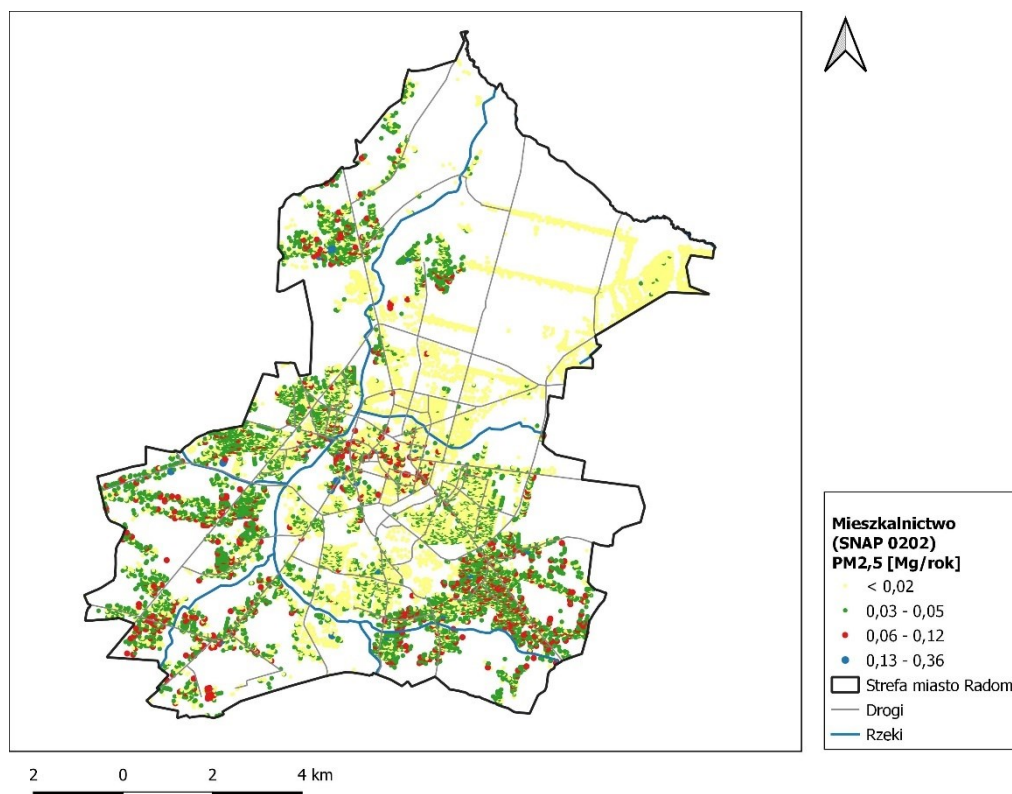 Mieszkalnictwo
(SNAP 0202)
PM2,5 [Mg/rok]
< 0,02
0,03 - 0,05
0,06 - 0,12
0,13 - 0,36
Strefa miasto Radom
Drogi
Rzeki
2 0 2 4 km